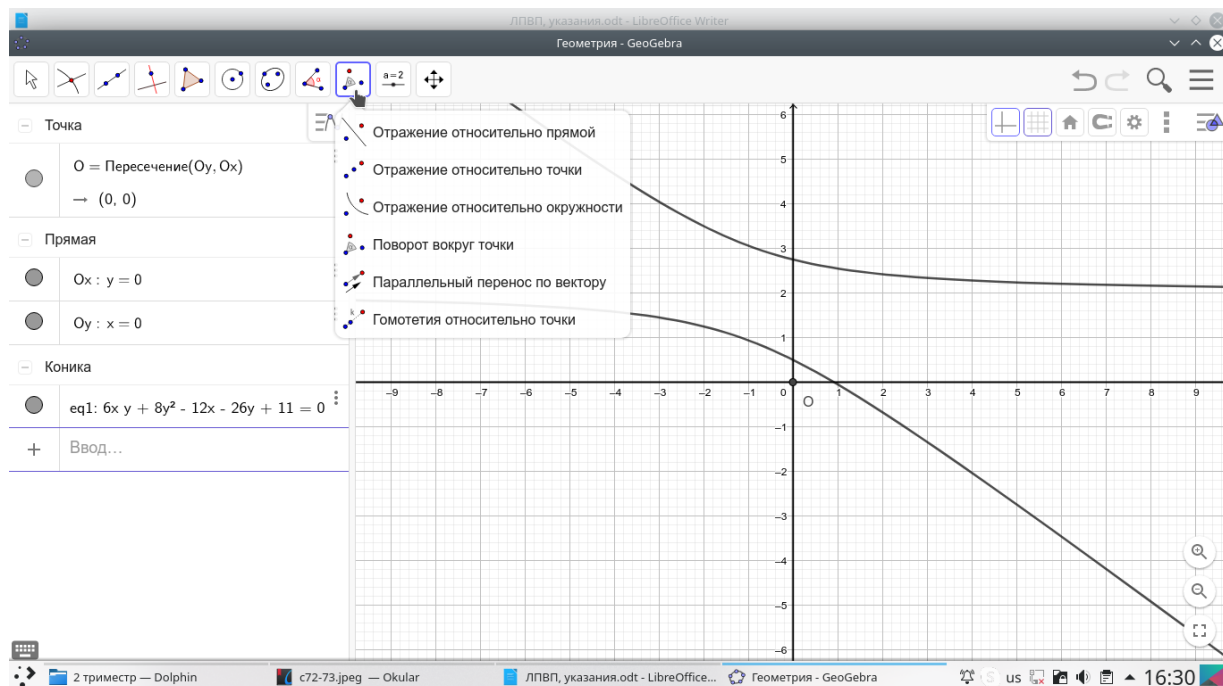 ЛПВП, указания.odt - LibreOffice Writer
Геометрия - GeoGebra
a=2
Точка
O = Пересечение(Oy, Ox)
→ (0, 0)
Прямая
Ox : y = 0
Oy : x = 0
Коника
eq1: 6x y + 8y² - 12x - 26y + 11 = 0
Ввод…
Отражение относительно прямой
Отражение относительно точки
Отражение относительно окружности
Поворот вокруг точки
Параллельный перенос по вектору
Гомотетия относительно точки
6
5
4
3
2
1
–9 –8 –7 –6 –5 –4 –3 –2 –1 0 1 2 3 4 5 6 7 8 9
O
–1
–2
–3
–4
–5
–6
2 триместр — Dolphin
c72-73.jpeg — Okular
ЛПВП, указания.odt - LibreOffice...
Геометрия - GeoGebra
us
16:30